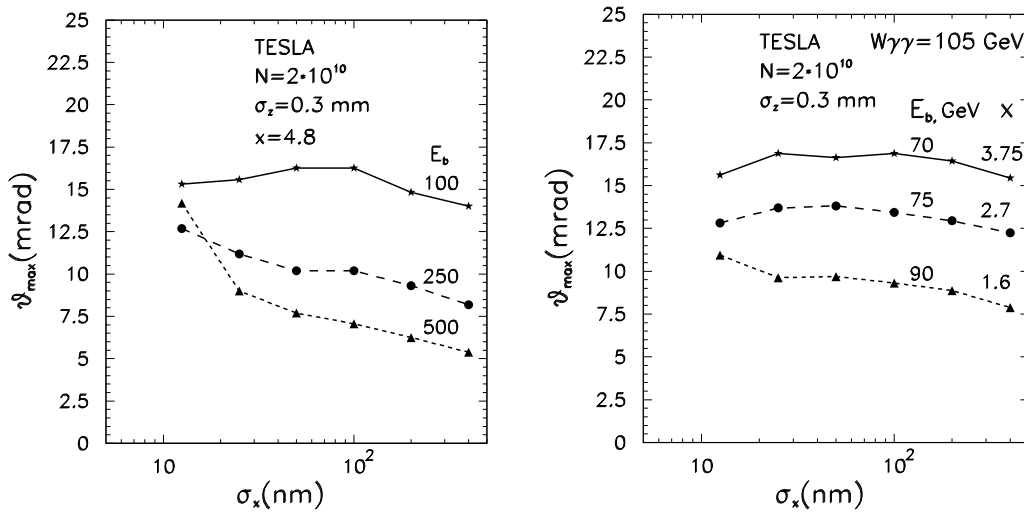 25
22.5
20
17.5
15
12.5
10
7.5
5
2.5
0
ϑmax(mrad)
TESLA
N=2*10¹⁰
σz=0.3 mm
x=4.8
Eb
100
250
500
10
10²
σx(nm)
25
22.5
20
17.5
15
12.5
10
7.5
5
2.5
0
ϑmax(mrad)
TESLA Wγγ=105 GeV
N=2*10¹⁰
σz=0.3 mm
Eb, GeV x
70 3.75
75 2.7
90 1.6
10
10²
σx(nm)